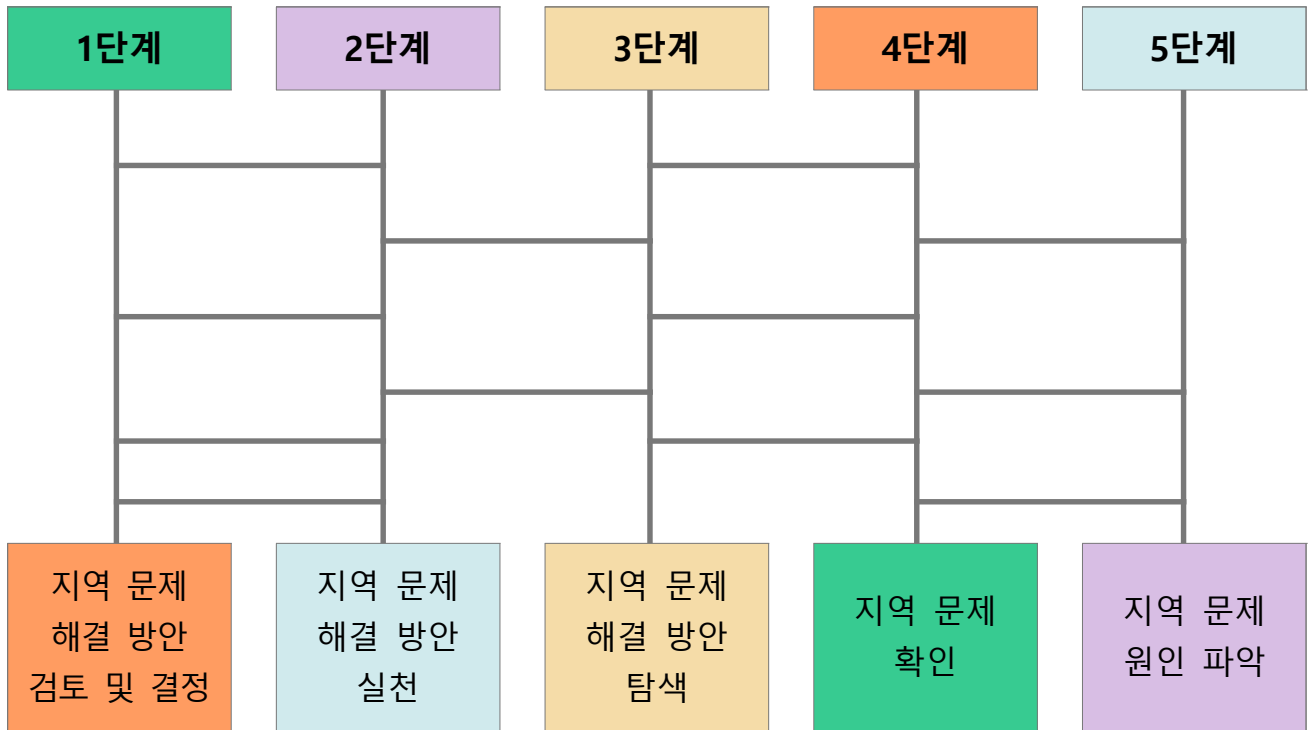 1단계
2단계
3단계
4단계
5단계
지역 문제
해결 방안
검토 및 결정
지역 문제
해결 방안
실천
지역 문제
해결 방안
탐색
지역 문제
확인
지역 문제
원인 파악